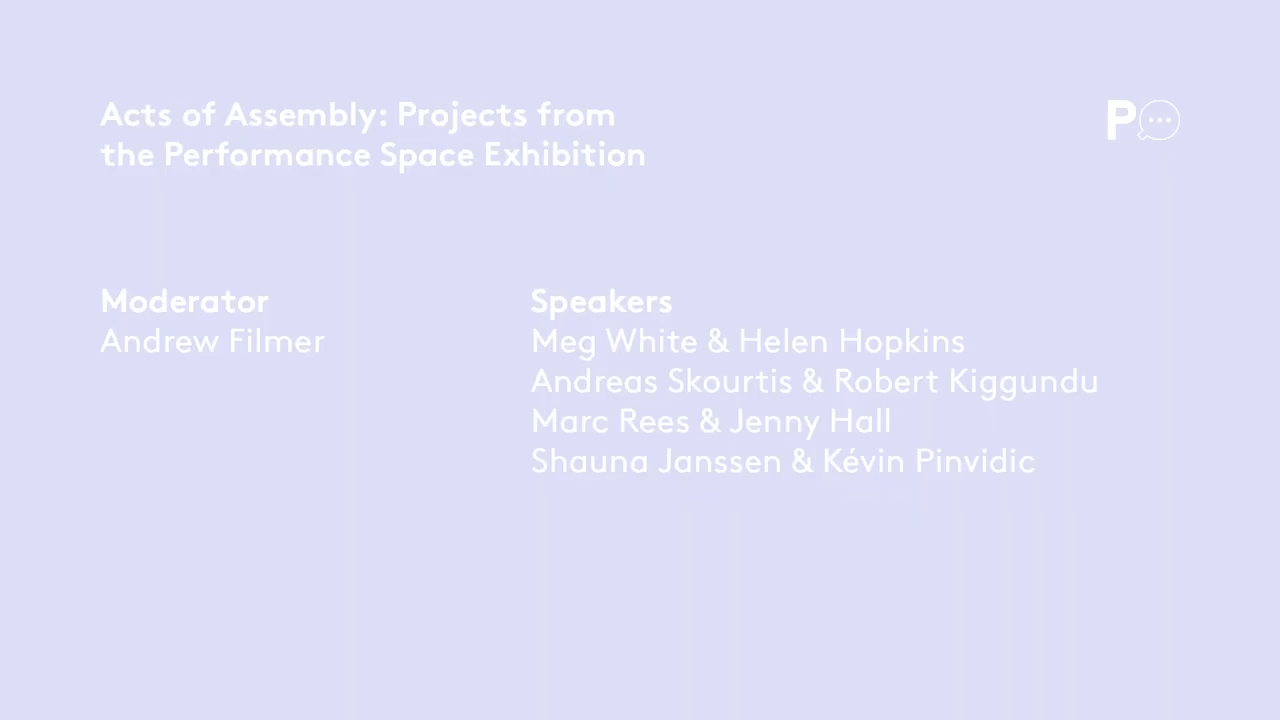 Acts of Assembly: Projects from
the Performance Space Exhibition
P
Moderator
Andrew Filmer
Speakers
Meg White & Helen Hopkins
Andreas Skourtis & Robert Kiggundu
Marc Rees & Jenny Hall
Shauna Janssen & Kévin Pinvidic